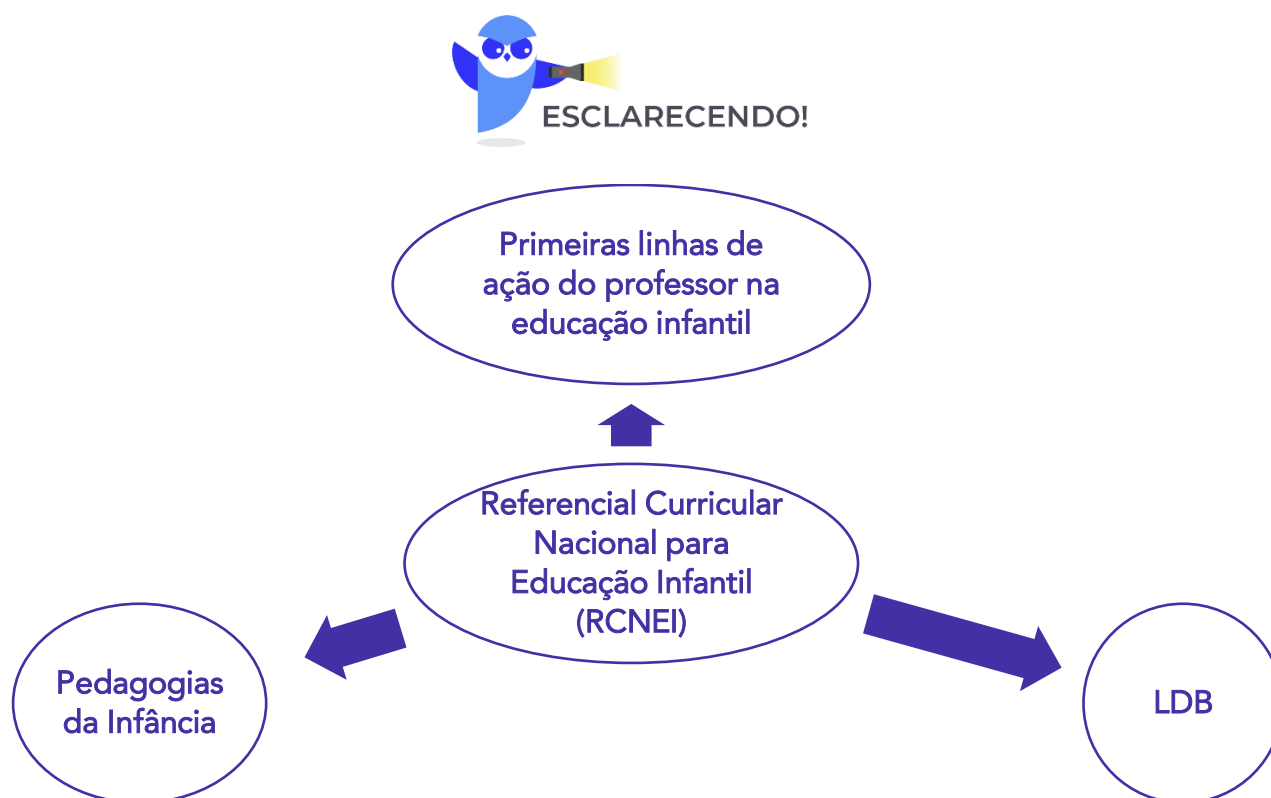 ESCLARECENDO!
Primeiras linhas de
ação do professor na
educação infantil
Referencial Curricular
Nacional para
Educação Infantil
(RCNEI)
Pedagogias
da Infância
LDB